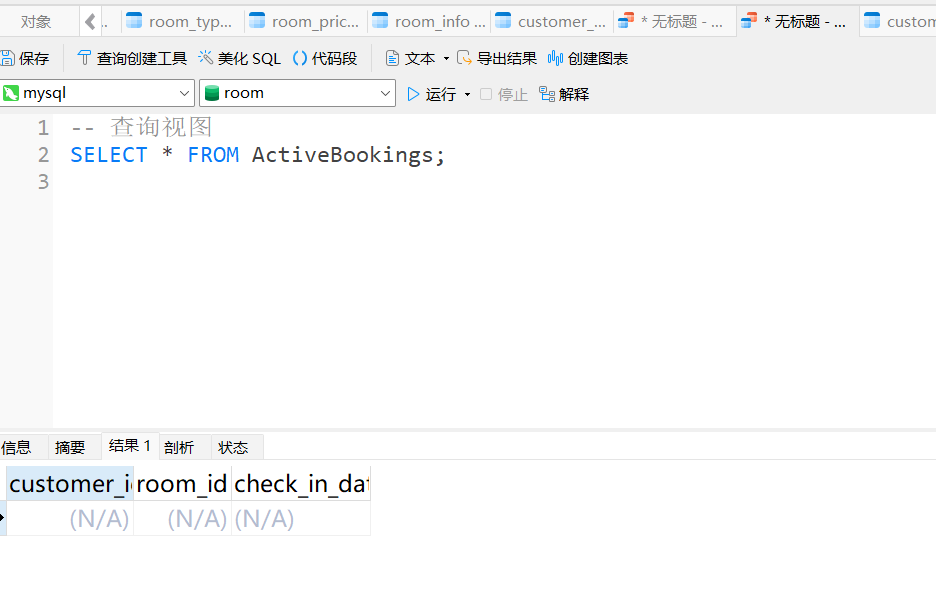 对象 room_typ... room_pric... room_info ... customer_... * 无标题 - ... * 无标题 - ... custom
保存 查询创建工具 美化 SQL 代码段 文本 导出结果 创建图表
mysql room 运行 停止 解释
1 -- 查询视图
2 SELECT * FROM ActiveBookings;
3
信息 摘要 结果 1 剖析 状态
customer_i room_id check_in_dat
(N/A) (N/A) (N/A)